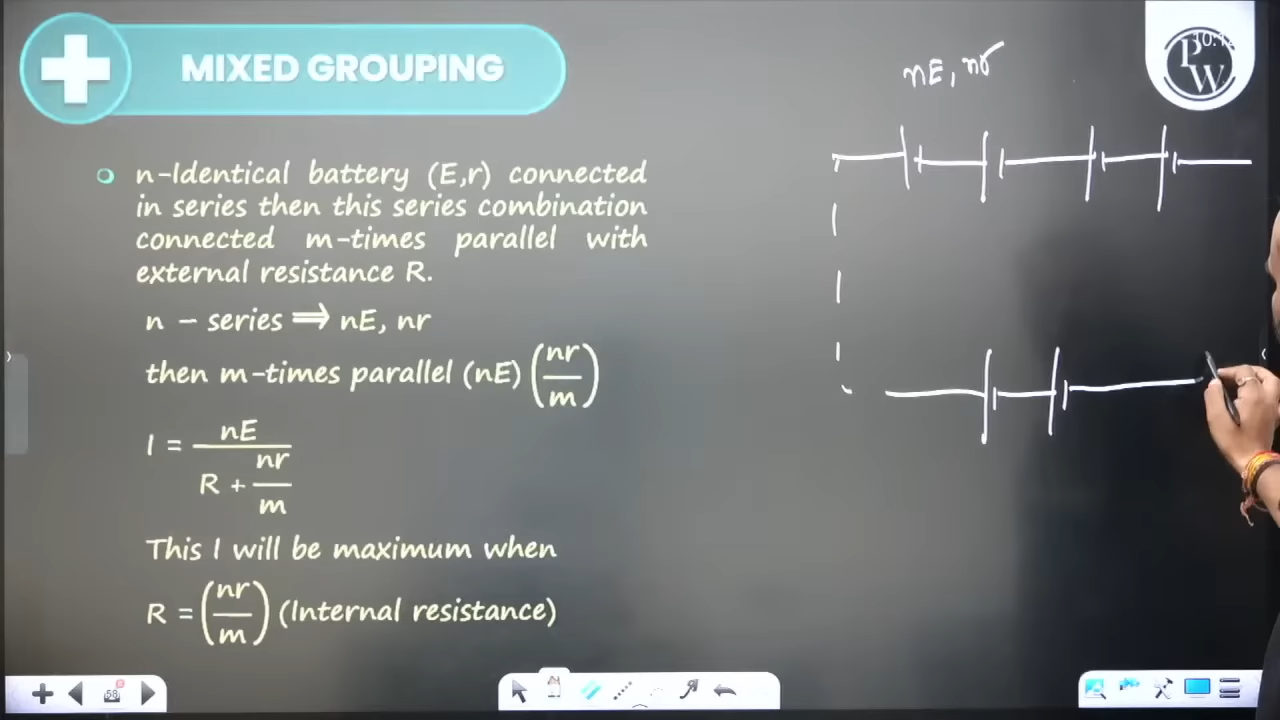 MIXED GROUPING
n-Identical battery (E,r) connected
in series then this series combination
connected m-times parallel with
external resistance R.
n – series ⟹ nE, nr
then m-times parallel (nE) (nr/m)
I = nE / (R + nr/m)
This I will be maximum when
R = (nr/m) (Internal resistance)
nE, nr
P
W
58